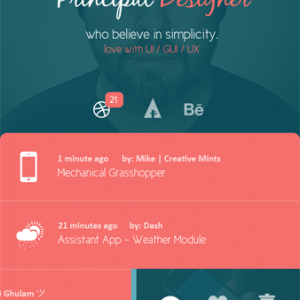 Principal Designer
who believe in simplicity.
love with UI / GUI / UX
21
Bē
1 minute ago by: Mike | Creative Mints
Mechanical Grasshopper
21 minutes ago by: Dash
Assistant App – Weather Module
Ghulam ツ